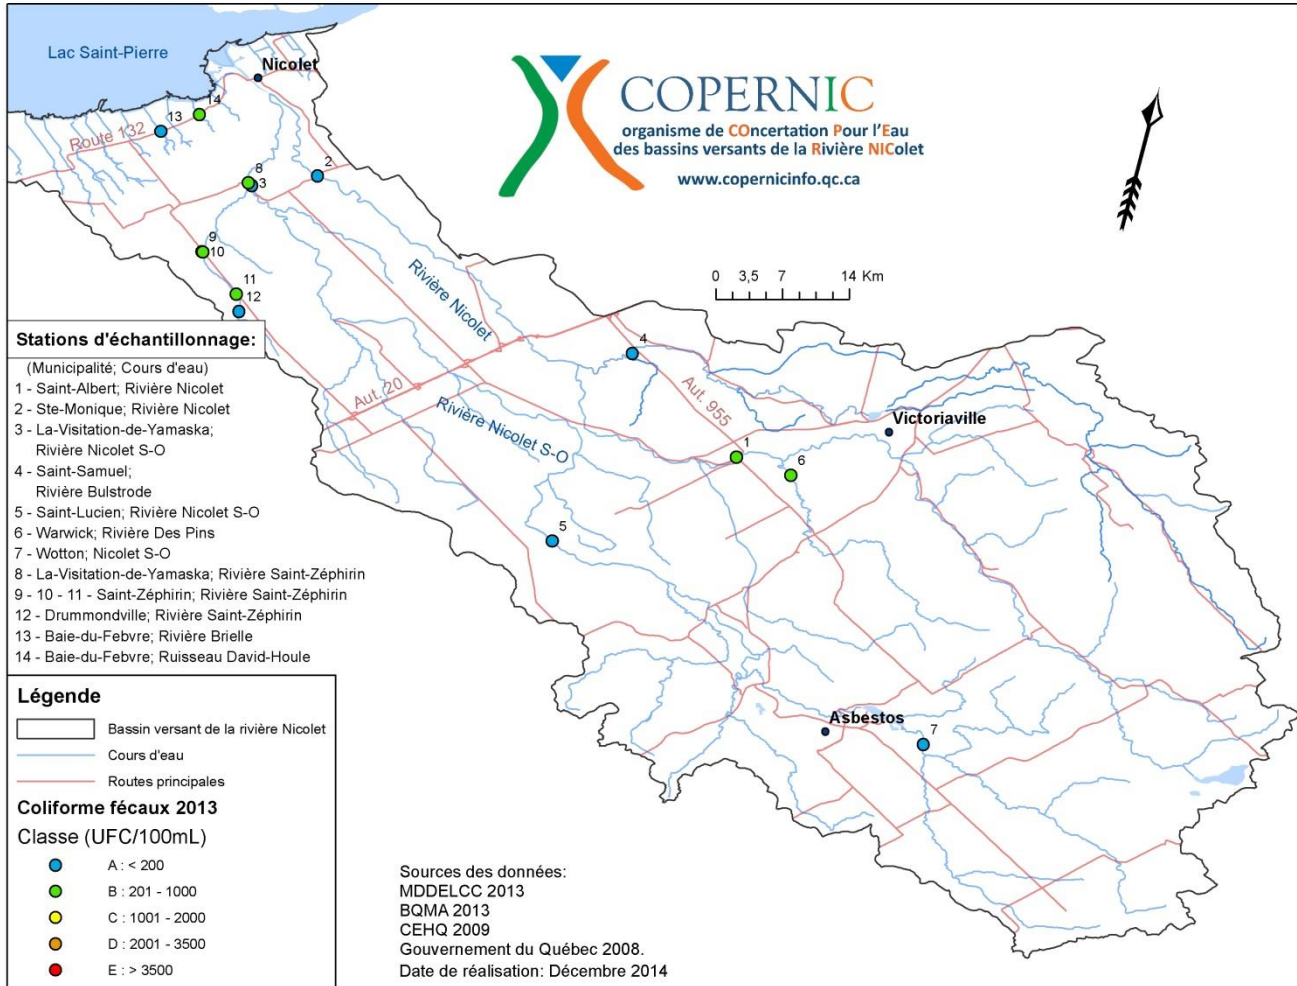 Lac Saint-Pierre
Nicolet
14
13
Route 132
8
3
2
9
10
11
12
COPERNIC
organisme de COncertation Pour l'Eau
des bassins versants de la Rivière NIColet
www.copernicinfo.qc.ca
0 3,5 7 14 Km
Rivière Nicolet
4
Aut. 20
Aut. 955
Rivière Nicolet S-O
Victoriaville
1
6
5
Asbestos
7
Stations d'échantillonnage:
(Municipalité; Cours d'eau)
1 - Saint-Albert; Rivière Nicolet
2 - Ste-Monique; Rivière Nicolet
3 - La-Visitation-de-Yamaska;
Rivière Nicolet S-O
4 - Saint-Samuel;
Rivière Bulstrode
5 - Saint-Lucien; Rivière Nicolet S-O
6 - Warwick; Rivière Des Pins
7 - Wotton; Nicolet S-O
8 - La-Visitation-de-Yamaska; Rivière Saint-Zéphirin
9 - 10 - 11 - Saint-Zéphirin; Rivière Saint-Zéphirin
12 - Drummondville; Rivière Saint-Zéphirin
13 - Baie-du-Febvre; Rivière Brielle
14 - Baie-du-Febvre; Ruisseau David-Houle
Légende
Bassin versant de la rivière Nicolet
Cours d'eau
Routes principales
Coliforme fécaux 2013
Classe (UFC/100mL)
A : < 200
B : 201 - 1000
C : 1001 - 2000
D : 2001 - 3500
E : > 3500
Sources des données:
MDDELCC 2013
BQMA 2013
CEHQ 2009
Gouvernement du Québec 2008.
Date de réalisation: Décembre 2014